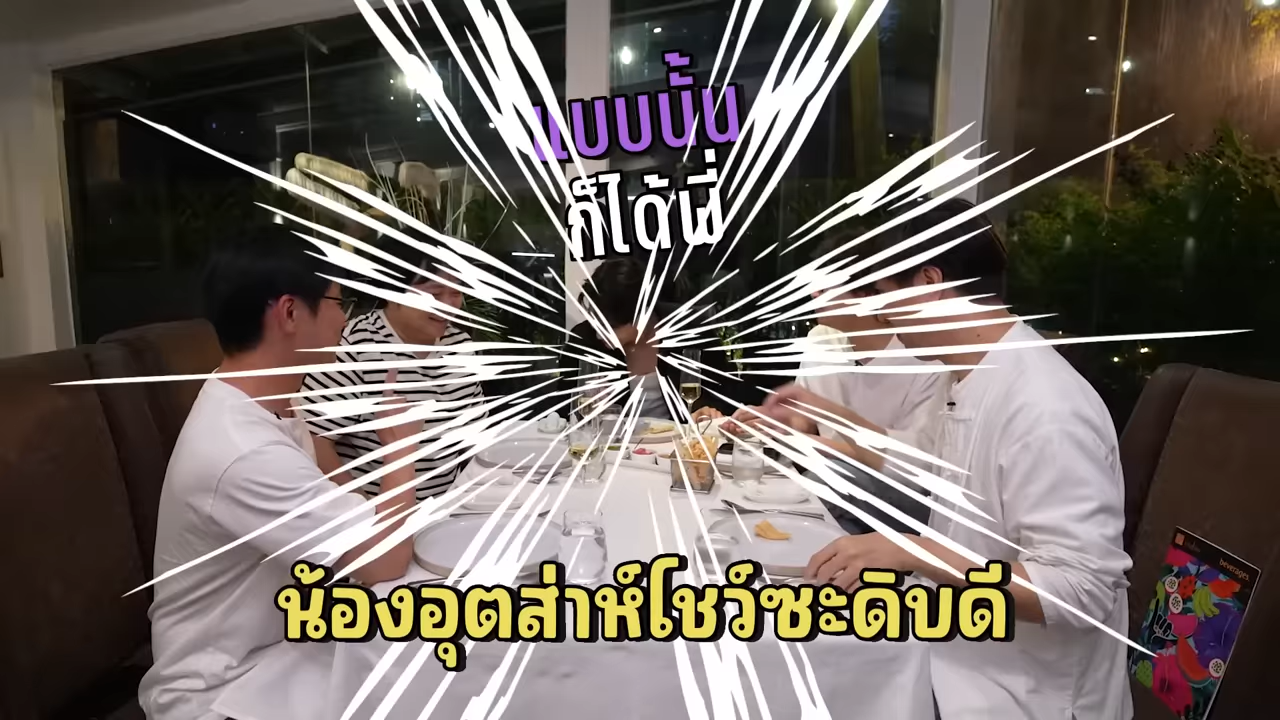 แบบนั้น
ก็ได้พี่
น้องอุตส่าห์โชว์ซะดิบดี
beverages.